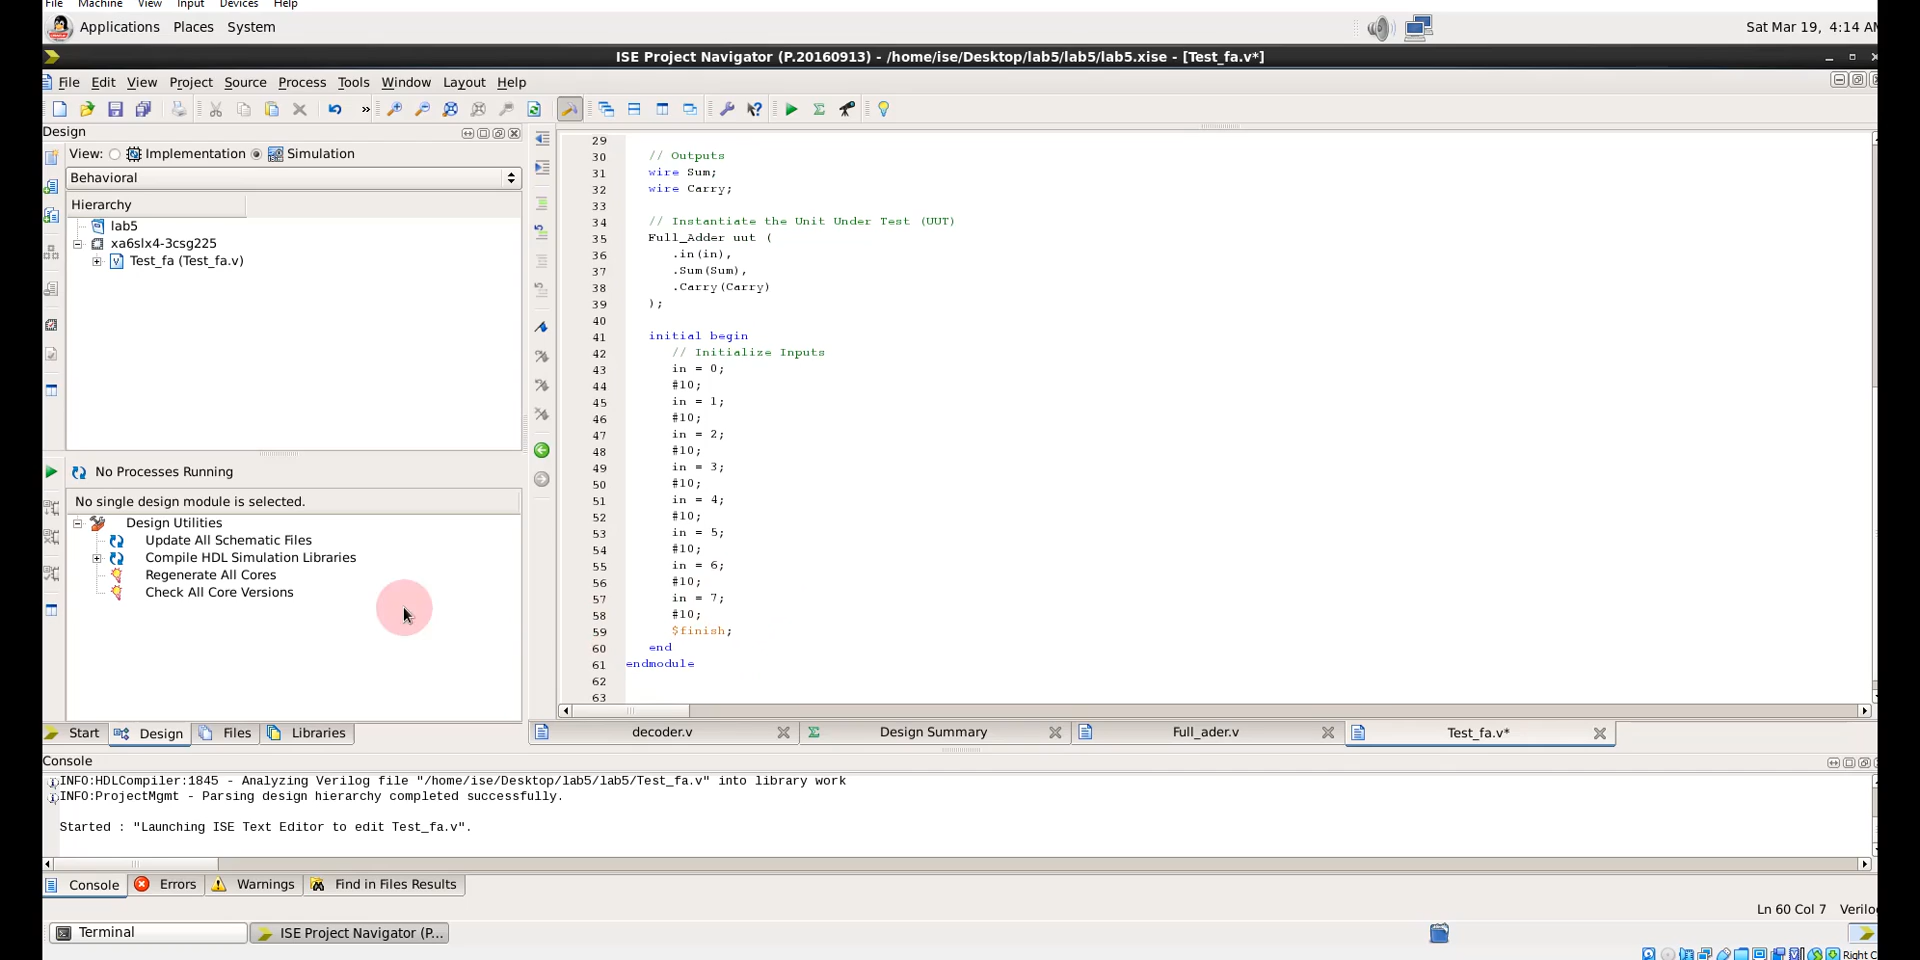 File Machine View Input Devices Help
Applications Places System Sat Mar 19, 4:14 AM
ISE Project Navigator (P.20160913) - /home/ise/Desktop/lab5/lab5/lab5.xise - [Test_fa.v*]
File Edit View Project Source Process Tools Window Layout Help
Design
View: Implementation Simulation
Behavioral
Hierarchy
lab5
xa6slx4-3csg225
Test_fa (Test_fa.v)
No Processes Running
No single design module is selected.
Design Utilities
Update All Schematic Files
Compile HDL Simulation Libraries
Regenerate All Cores
Check All Core Versions
Start Design Files Libraries
29
30 // Outputs
31 wire Sum;
32 wire Carry;
33
34 // Instantiate the Unit Under Test (UUT)
35 Full_Adder uut (
36 .in(in),
37 .Sum(Sum),
38 .Carry(Carry)
39 );
40
41 initial begin
42 // Initialize Inputs
43 in = 0;
44 #10;
45 in = 1;
46 #10;
47 in = 2;
48 #10;
49 in = 3;
50 #10;
51 in = 4;
52 #10;
53 in = 5;
54 #10;
55 in = 6;
56 #10;
57 in = 7;
58 #10;
59 $finish;
60 end
61 endmodule
62
63
decoder.v Design Summary Full_ader.v Test_fa.v*
Console
INFO:HDLCompiler:1845 - Analyzing Verilog file "/home/ise/Desktop/lab5/lab5/Test_fa.v" into library work
INFO:ProjectMgmt - Parsing design hierarchy completed successfully.
Started : "Launching ISE Text Editor to edit Test_fa.v".
Console Errors Warnings Find in Files Results
Ln 60 Col 7 Verilo
Terminal ISE Project Navigator (P...
Right C